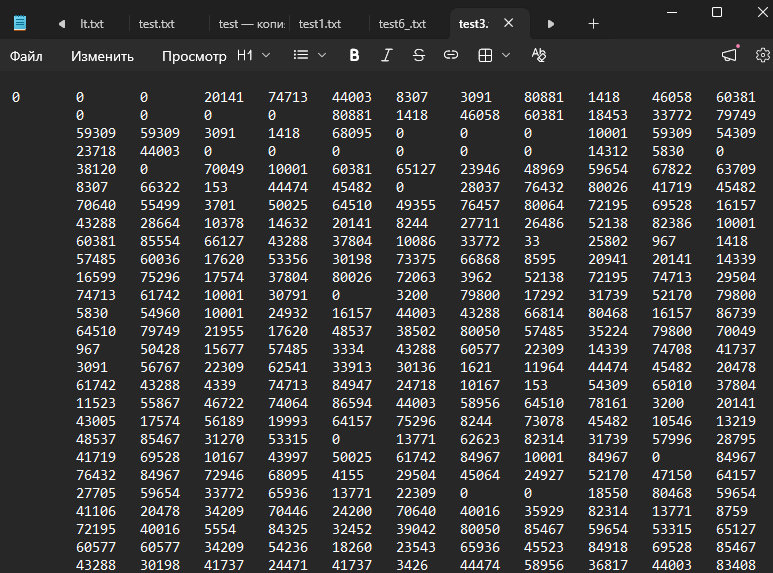 lt.txt test.txt test — копи: test1.txt test6_.txt test3.
Файл Изменить Просмотр H1 B I S
0 0 0 20141 74713 44003 8307 3091 80881 1418 46058 60381
0 0 0 0 80881 1418 46058 60381 18453 33772 79749
59309 59309 3091 1418 68095 0 0 0 10001 59309 54309
23718 44003 0 0 0 0 0 0 14312 5830 0
38120 0 70049 10001 60381 65127 23946 48969 59654 67822 63709
8307 66322 153 44474 45482 0 28037 76432 80026 41719 45482
70640 55499 3701 50025 64510 49355 76457 80064 72195 69528 16157
43288 28664 10378 14632 20141 8244 27711 26486 52138 82386 10001
60381 85554 66127 43288 37804 10086 33772 33 25802 967 1418
57485 60036 17620 53356 30198 73375 66868 8595 20941 20141 14339
16599 75296 17574 37804 80026 72063 3962 52138 72195 74713 29504
74713 61742 10001 30791 0 3200 79800 17292 31739 52170 79800
5830 54960 10001 24932 16157 44003 43288 66814 80468 16157 86739
64510 79749 21955 17620 48537 38502 80050 57485 35224 79800 70049
967 50428 15677 57485 3334 43288 60577 22309 14339 74708 41737
3091 56767 22309 62541 33913 30136 1621 11964 44474 45482 20478
61742 43288 4339 74713 84947 24718 10167 153 54309 65010 37804
11523 55867 46722 74064 86594 44003 58956 64510 78161 3200 20141
43005 17574 56189 19993 64157 75296 8244 73078 45482 10546 13219
48537 85467 31270 53315 0 13771 62623 82314 31739 57996 28795
41719 69528 10167 43997 50025 61742 84967 10001 84967 0 84967
76432 84967 72946 68095 4155 29504 45064 24927 52170 47150 64157
27705 59654 33772 65936 13771 22309 0 0 18550 80468 59654
41106 20478 34209 70446 24200 70640 40016 35929 82314 13771 8759
72195 40016 5554 84325 32452 39042 80050 85467 59654 53315 65127
60577 60577 34209 54236 18260 23543 65936 45523 84918 69528 85467
43288 30198 41737 24471 41737 3426 44474 58956 36817 44003 83408